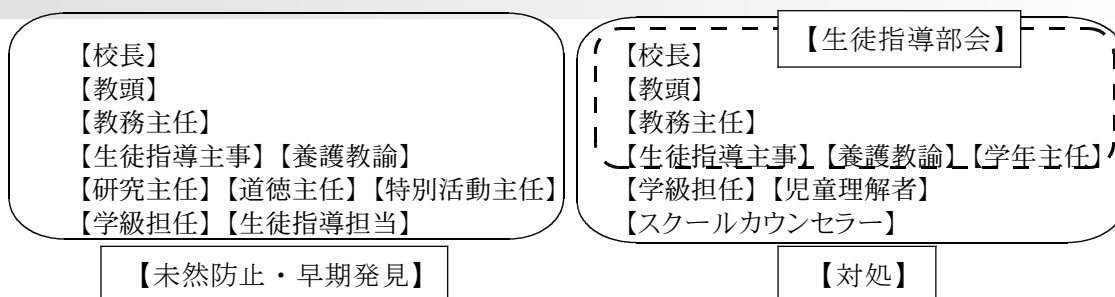 【校長】
【教頭】
【教務主任】
【生徒指導主事】【養護教諭】
【研究主任】【道徳主任】【特別活動主任】
【学級担任】【生徒指導担当】
【未然防止・早期発見】
【生徒指導部会】
【校長】
【教頭】
【教務主任】
【生徒指導主事】【養護教諭】【学年主任】
【学級担任】【児童理解者】
【スクールカウンセラー】
【対処】